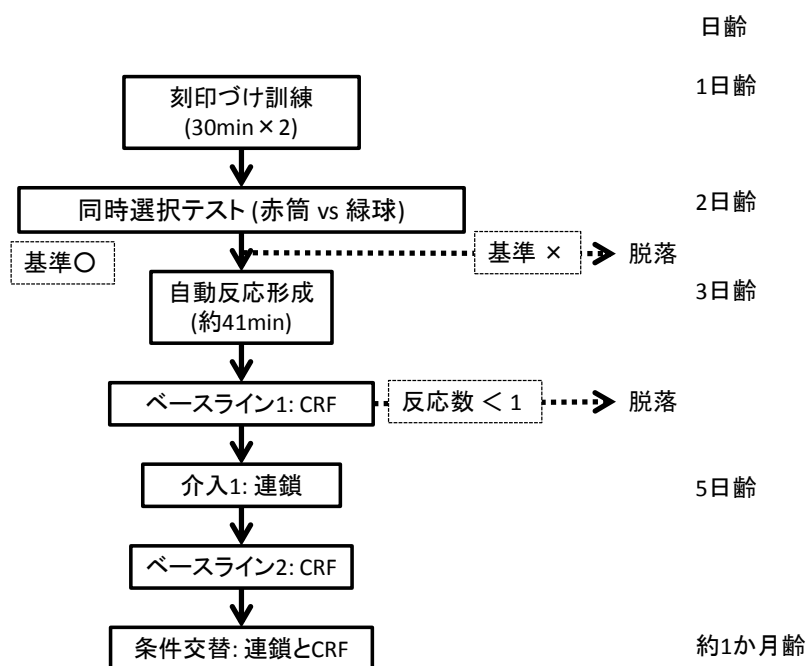 日齢
刻印づけ訓練
(30min×2)
1日齢
同時選択テスト (赤筒 vs 緑球)
2日齢
基準〇
基準 ×
脱落
自動反応形成
(約41min)
3日齢
ベースライン1: CRF
反応数 < 1
脱落
介入1: 連鎖
5日齢
ベースライン2: CRF
条件交替: 連鎖とCRF
約1か月齢